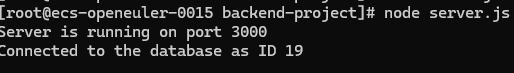 [root@ecs-openeuler-0015 backend-project]# node server.js
Server is running on port 3000
Connected to the database as ID 19